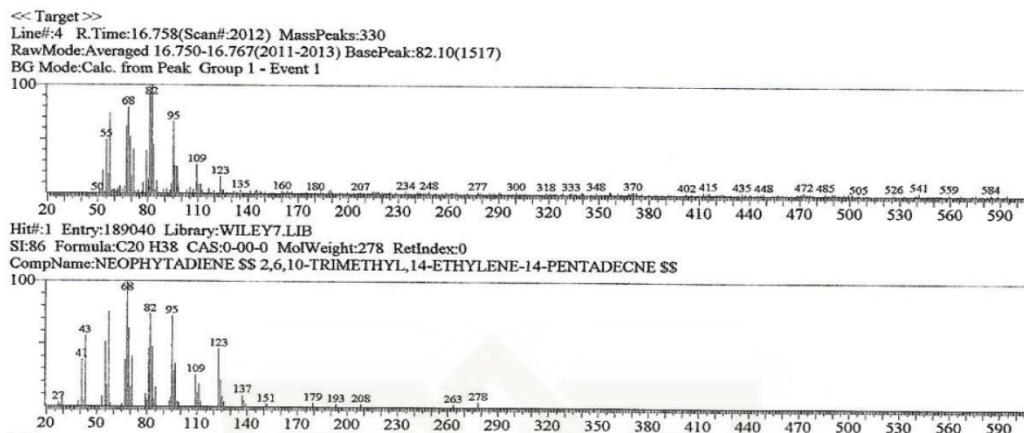 << Target >>
Line#:4 R.Time:16.758(Scan#:2012) MassPeaks:330
RawMode:Averaged 16.750-16.767(2011-2013) BasePeak:82.10(1517)
BG Mode:Calc. from Peak Group 1 - Event 1
100
50 55 68 82 95 109 123 135 160 180 207 234 248 277 300 318 333 348 370 402 415 435 448 472 485 505 526 541 559 584
20 50 80 110 140 170 200 230 260 290 320 350 380 410 440 470 500 530 560 590
Hit#:1 Entry:189040 Library:WILEY7.LIB
SI:86 Formula:C20 H38 CAS:0-00-0 MolWeight:278 RetIndex:0
CompName:NEOPHYTADIENE $$ 2,6,10-TRIMETHYL,14-ETHYLENE-14-PENTADECNE $$
100
27 41 43 68 82 95 109 123 137 151 179 193 208 263 278
20 50 80 110 140 170 200 230 260 290 320 350 380 410 440 470 500 530 560 590